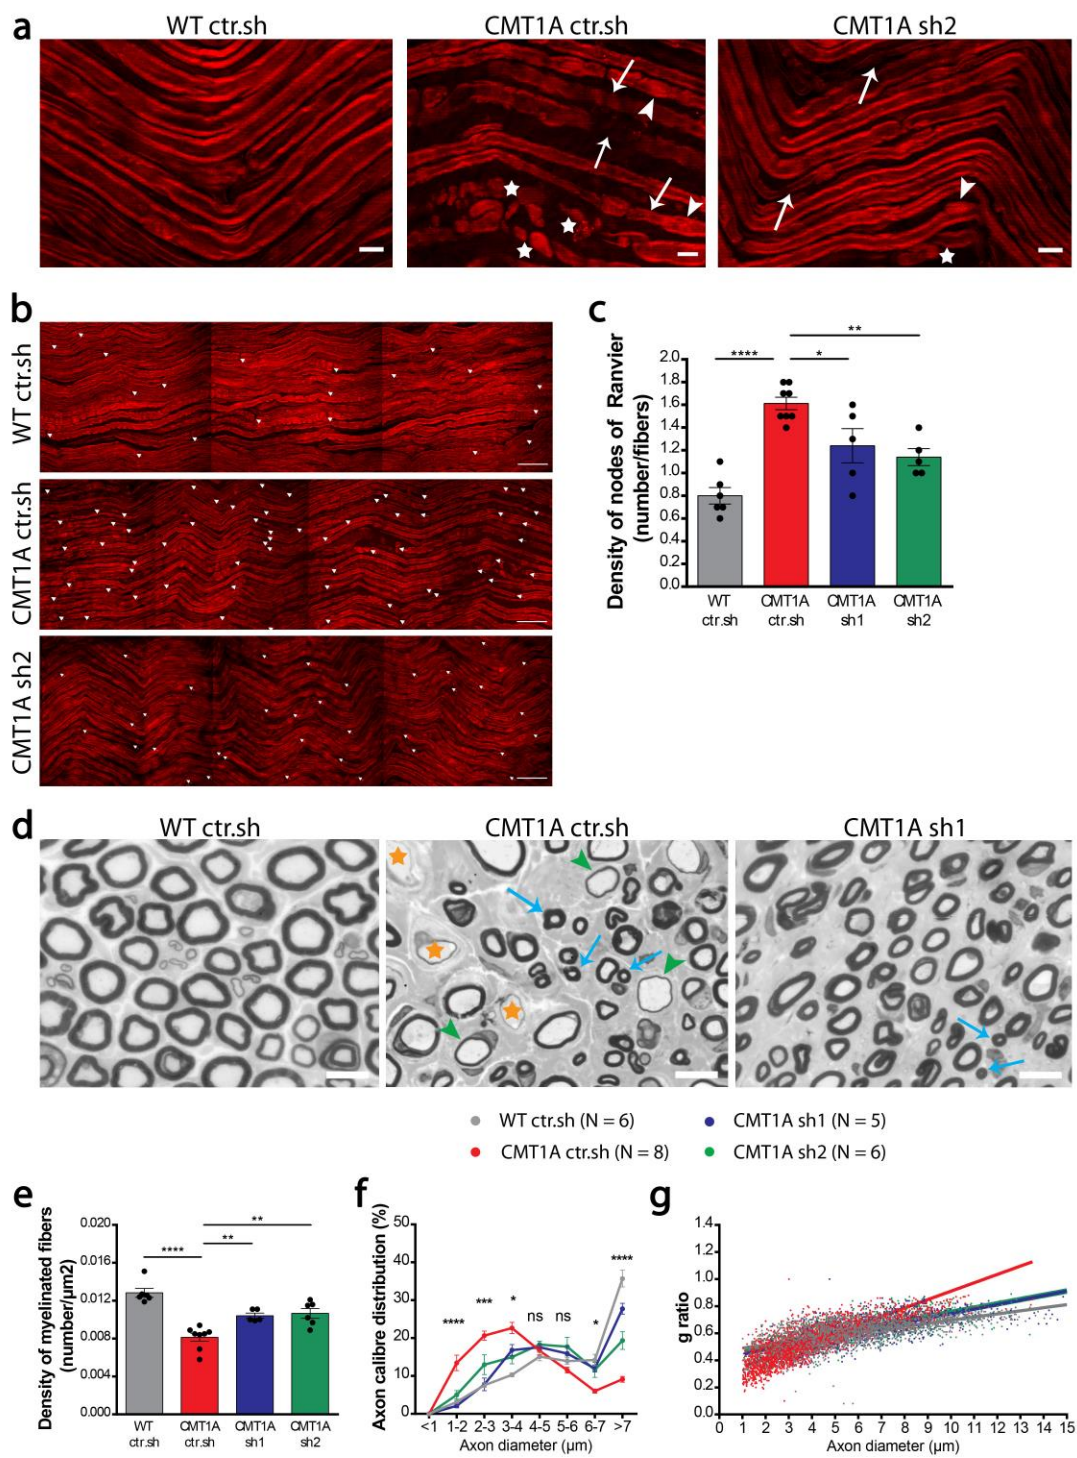 a
WT ctr.sh
CMT1A ctr.sh
CMT1A sh2
b
WT ctr.sh
CMT1A ctr.sh
CMT1A sh2
c
Density of nodes of Ranvier
(number/fibers)
**
**** *
2.0
1.8
1.6
1.4
1.2
1.0
0.8
0.6
0.4
0.2
0.0
WT ctr.sh
CMT1A ctr.sh
CMT1A sh1
CMT1A sh2
d
WT ctr.sh
CMT1A ctr.sh
CMT1A sh1
WT ctr.sh (N = 6)
CMT1A sh1 (N = 5)
CMT1A ctr.sh (N = 8)
CMT1A sh2 (N = 6)
e
Density of myelinated fibers
(number/µm2)
**
**** **
0.020
0.016
0.012
0.008
0.004
0.000
WT ctr.sh
CMT1A ctr.sh
CMT1A sh1
CMT1A sh2
f
Axon calibre distribution (%)
50
40
30
20
10
0
**** *** * ns ns * ****
<1 1-2 2-3 3-4 4-5 5-6 6-7 >7
Axon diameter (µm)
g
g ratio
1.4
1.2
1.0
0.8
0.6
0.4
0.2
0.0
0 1 2 3 4 5 6 7 8 9 10 11 12 13 14 15
Axon diameter (µm)